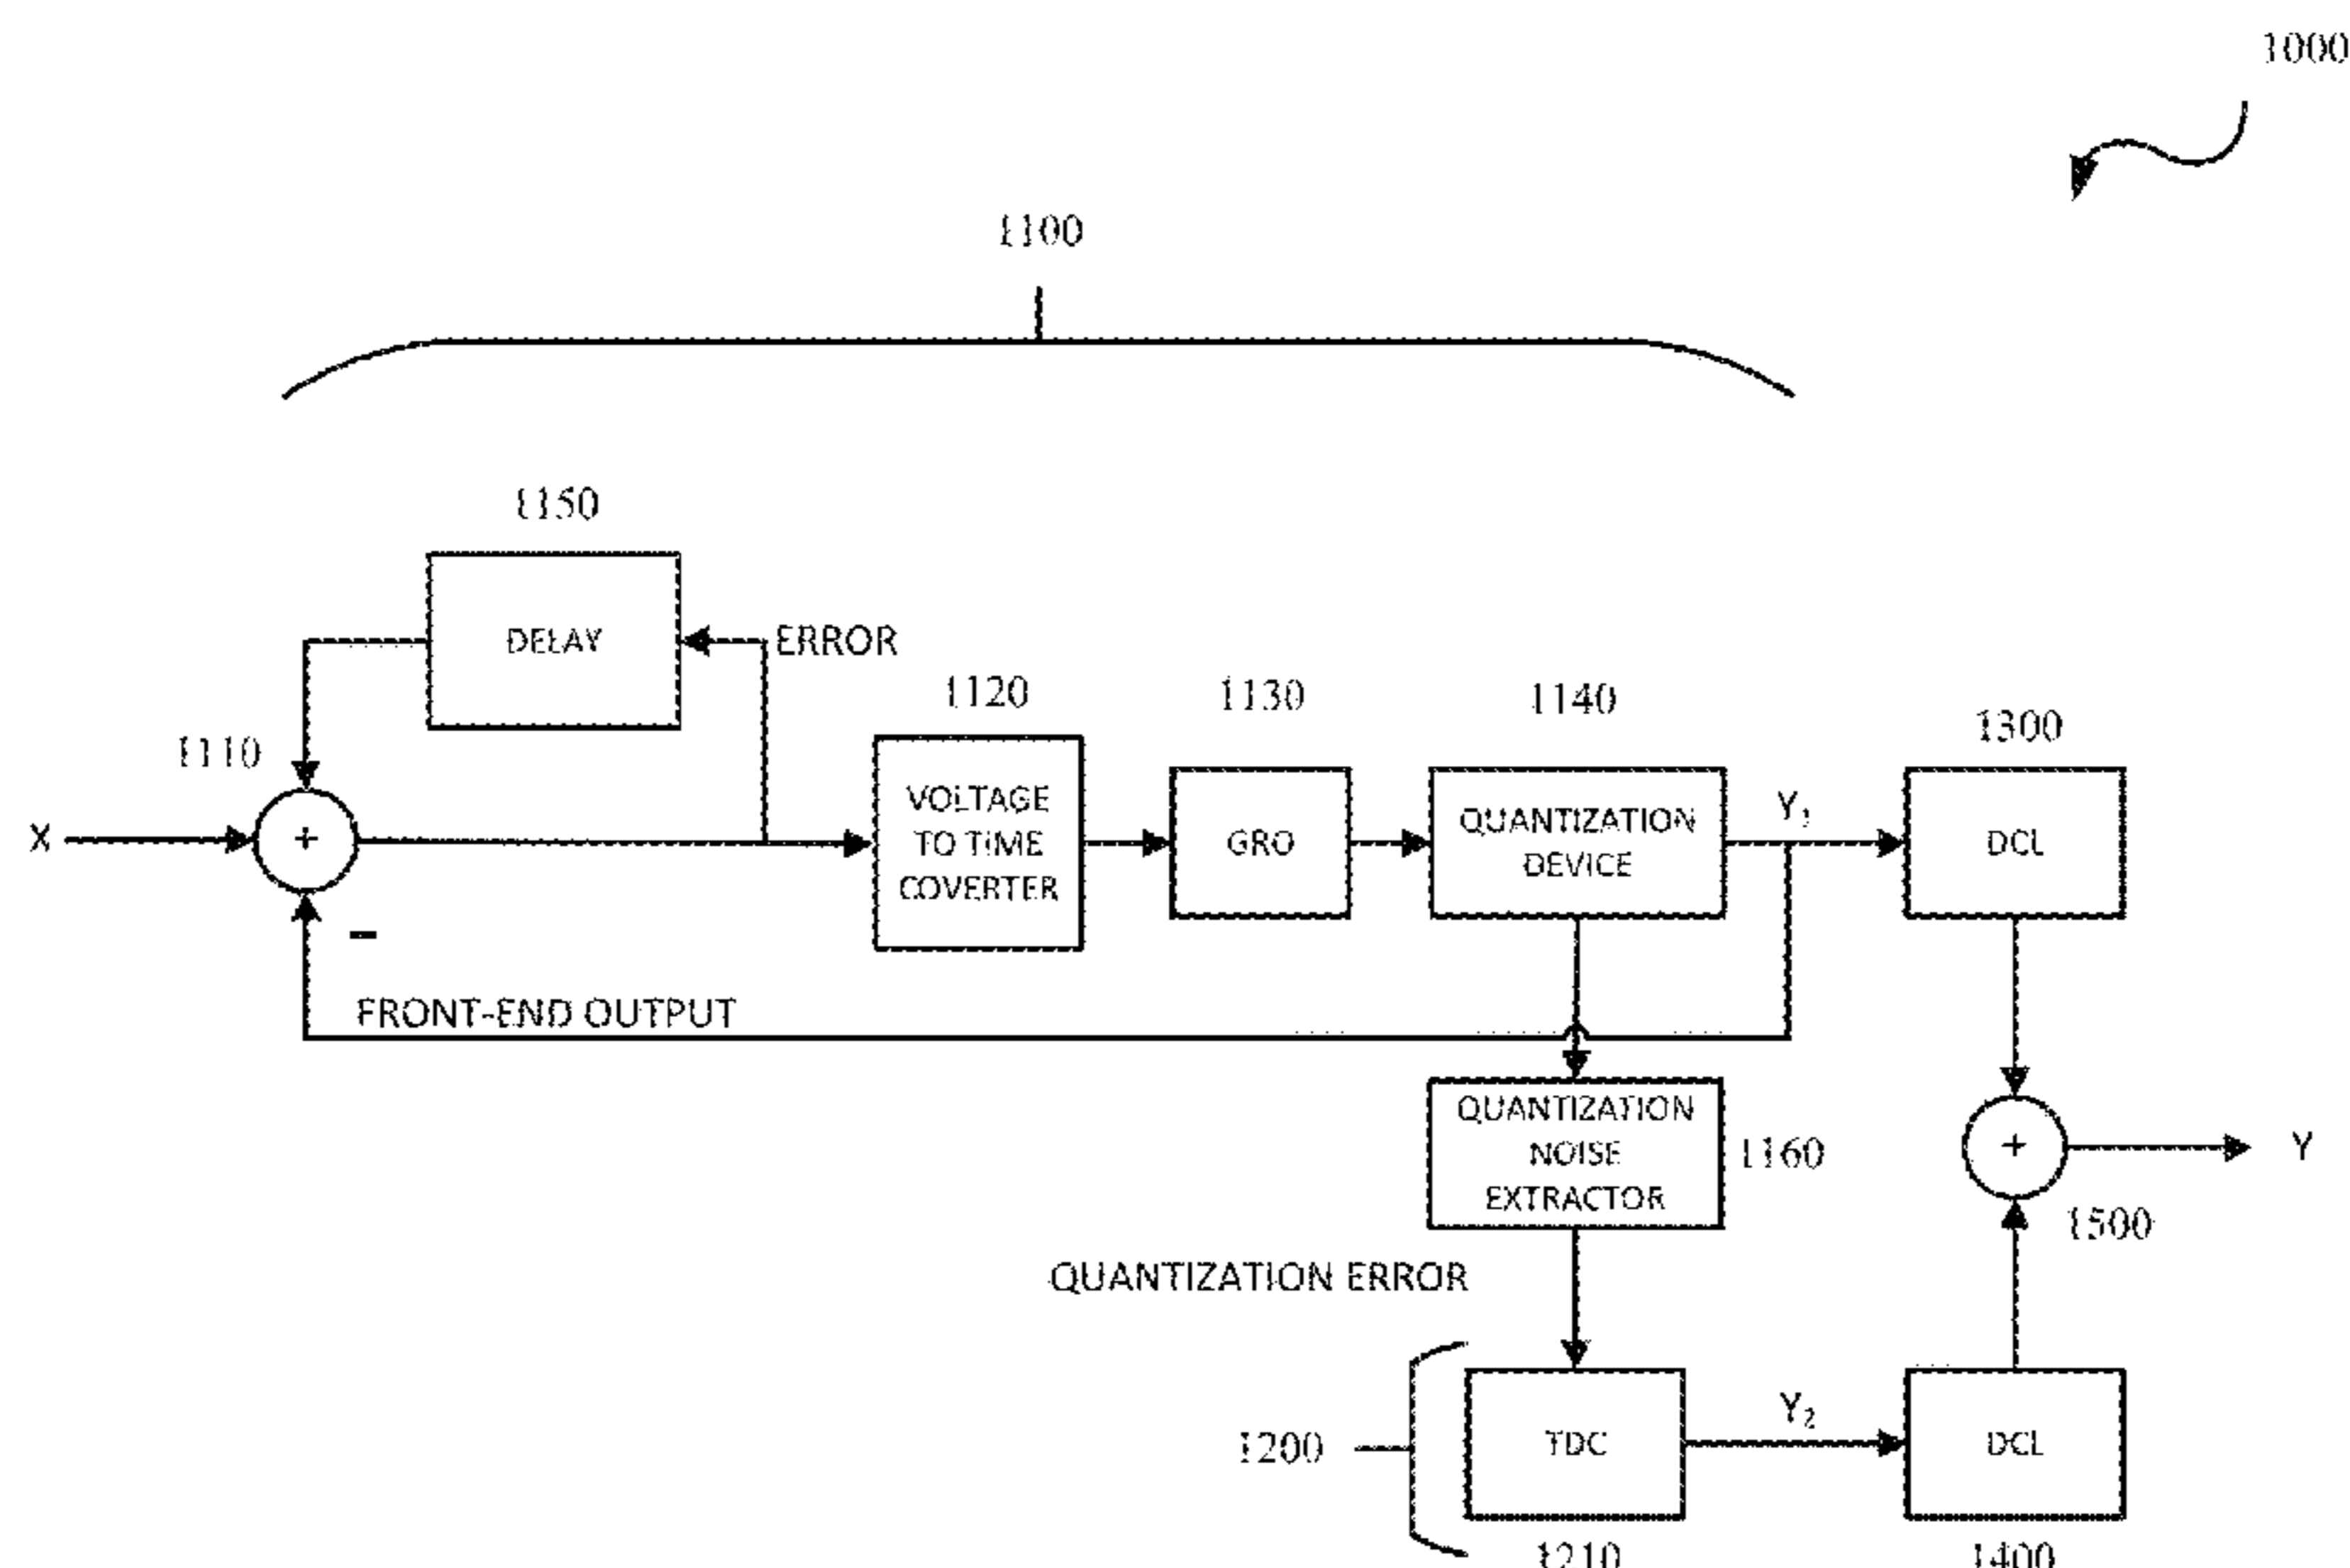 1000
1100
1150
DELAY
ERROR
1120
1130
1140
1300
1110
X
+
VOLTAGE
TO TIME
COVERTER
GRO
QUANTIZATION
DEVICE
Y₁
DCL
−
FRONT-END OUTPUT
QUANTIZATION
NOISE
EXTRACTOR
1160
+
Y
1500
QUANTIZATION ERROR
1200
TDC
Y₂
DCL
1210
1400